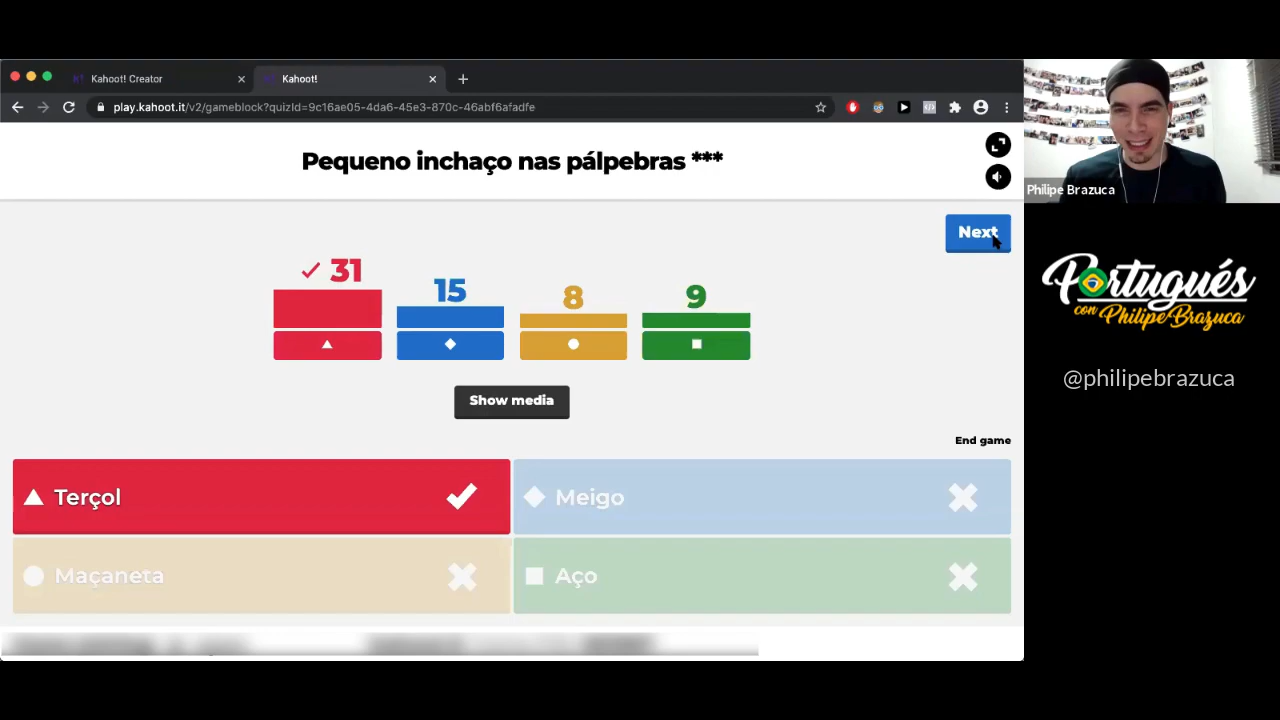 Kahoot! Creator
Kahoot!
play.kahoot.it/v2/gameblock?quizId=9c16ae05-4da6-45e3-870c-46abf6afadfe
Pequeno inchaço nas pálpebras ***
Philipe Brazuca
Next
31
15
8
9
Portugués
con Philipe Brazuca
Show media
@philipebrazuca
End game
Terçol
Meigo
Maçaneta
Aço